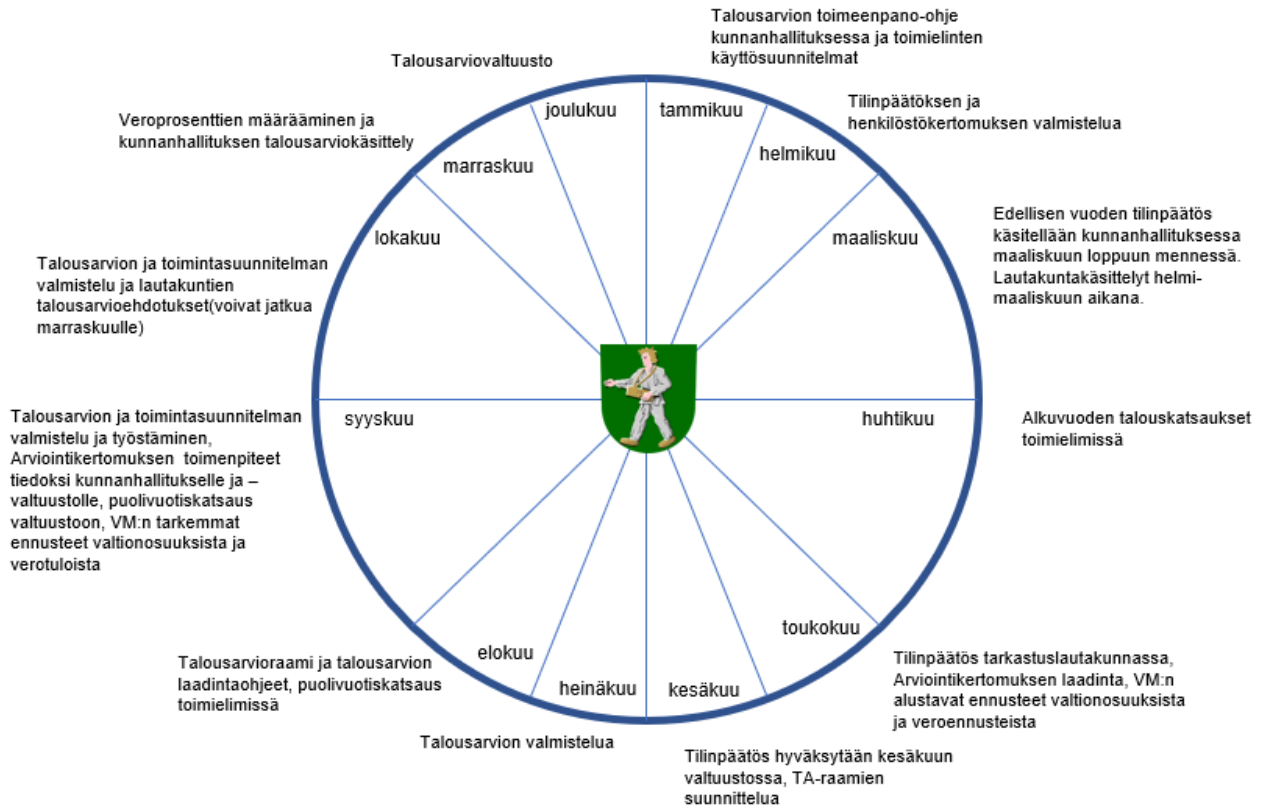 Talousarvion toimeenpano-ohje
kunnanhallituksessa ja toimielinten
käyttösuunnitelmat
tammikuu
Tilinpäätöksen ja
henkilöstökertomuksen valmistelua
helmikuu
Edellisen vuoden tilinpäätös
käsitellään kunnanhallituksessa
maaliskuun loppuun mennessä.
Lautakuntakäsittelyt helmi-
maaliskuun aikana.
maaliskuu
Alkuvuoden talouskatsaukset
toimielimissä
huhtikuu
Tilinpäätös tarkastuslautakunnassa,
Arviointikertomuksen laadinta, VM:n
alustavat ennusteet valtionosuuksista
ja veroennusteista
toukokuu
Tilinpäätös hyväksytään kesäkuun
valtuustossa, TA-raamien
suunnittelua
kesäkuu
Talousarvion valmistelua
heinäkuu
Talousarvioraami ja talousarvion
laadintaohjeet, puolivuotiskatsaus
toimielimissä
elokuu
Talousarvion ja toimintasuunnitelman
valmistelu ja työstäminen,
Arviointikertomuksen  toimenpiteet
tiedoksi kunnanhallitukselle ja –
valtuustolle, puolivuotiskatsaus
valtuustoon, VM:n tarkemmat
ennusteet valtionosuuksista ja
verotuloista
syyskuu
Talousarvion ja toimintasuunnitelman
valmistelu ja lautakuntien
talousarvioehdotukset(voivat jatkua
marraskuulle)
lokakuu
Veroprosenttien määrääminen ja
kunnanhallituksen talousarviokäsittely
marraskuu
Talousarviovaltuusto
joulukuu